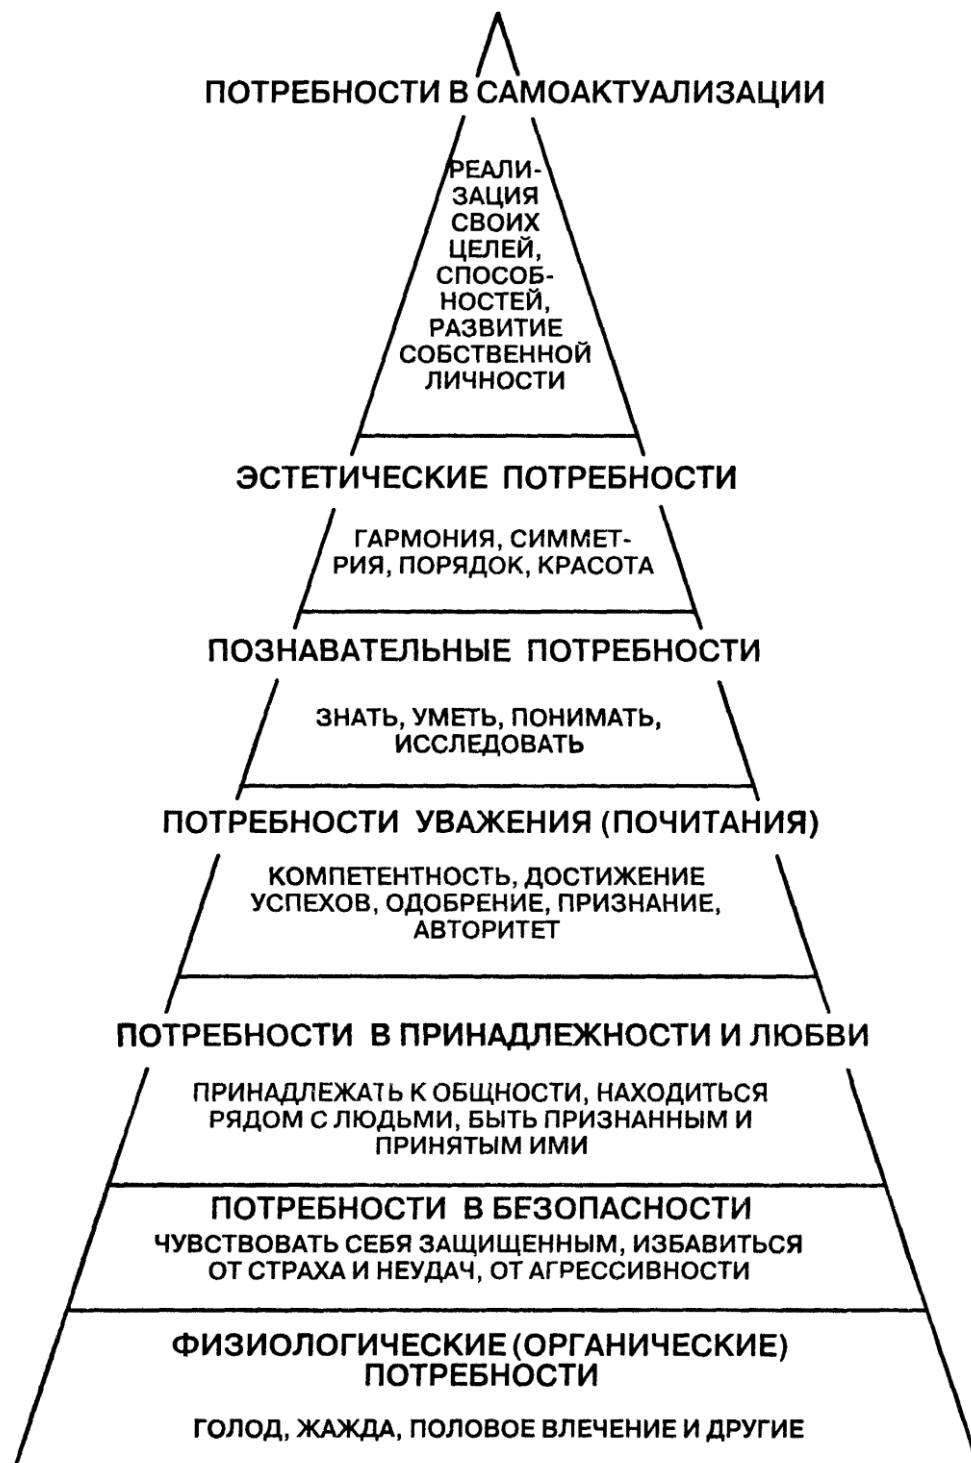 ПОТРЕБНОСТИ В САМОАКТУАЛИЗАЦИИ
РЕАЛИ-
ЗАЦИЯ
СВОИХ
ЦЕЛЕЙ,
СПОСОБ-
НОСТЕЙ,
РАЗВИТИЕ
СОБСТВЕННОЙ
ЛИЧНОСТИ
ЭСТЕТИЧЕСКИЕ ПОТРЕБНОСТИ
ГАРМОНИЯ, СИММЕТ-
РИЯ, ПОРЯДОК, КРАСОТА
ПОЗНАВАТЕЛЬНЫЕ ПОТРЕБНОСТИ
ЗНАТЬ, УМЕТЬ, ПОНИМАТЬ,
ИССЛЕДОВАТЬ
ПОТРЕБНОСТИ УВАЖЕНИЯ (ПОЧИТАНИЯ)
КОМПЕТЕНТНОСТЬ, ДОСТИЖЕНИЕ
УСПЕХОВ, ОДОБРЕНИЕ, ПРИЗНАНИЕ,
АВТОРИТЕТ
ПОТРЕБНОСТИ В ПРИНАДЛЕЖНОСТИ И ЛЮБВИ
ПРИНАДЛЕЖАТЬ К ОБЩНОСТИ, НАХОДИТЬСЯ
РЯДОМ С ЛЮДЬМИ, БЫТЬ ПРИЗНАННЫМ И
ПРИНЯТЫМ ИМИ
ПОТРЕБНОСТИ В БЕЗОПАСНОСТИ
ЧУВСТВОВАТЬ СЕБЯ ЗАЩИЩЕННЫМ, ИЗБАВИТЬСЯ
ОТ СТРАХА И НЕУДАЧ, ОТ АГРЕССИВНОСТИ
ФИЗИОЛОГИЧЕСКИЕ (ОРГАНИЧЕСКИЕ)
ПОТРЕБНОСТИ
ГОЛОД, ЖАЖДА, ПОЛОВОЕ ВЛЕЧЕНИЕ И ДРУГИЕ